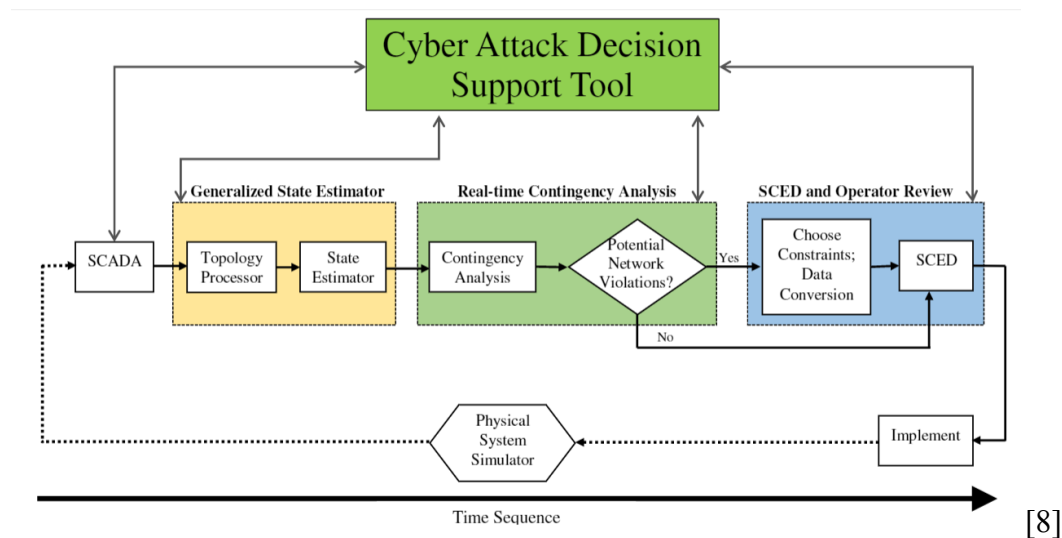 Cyber Attack Decision
Support Tool
Generalized State Estimator
Real-time Contingency Analysis
SCED and Operator Review
SCADA
Topology
Processor
State
Estimator
Contingency
Analysis
Potential
Network
Violations?
Yes
No
Choose
Constraints;
Data
Conversion
SCED
Physical
System
Simulator
Implement
Time Sequence
[8]